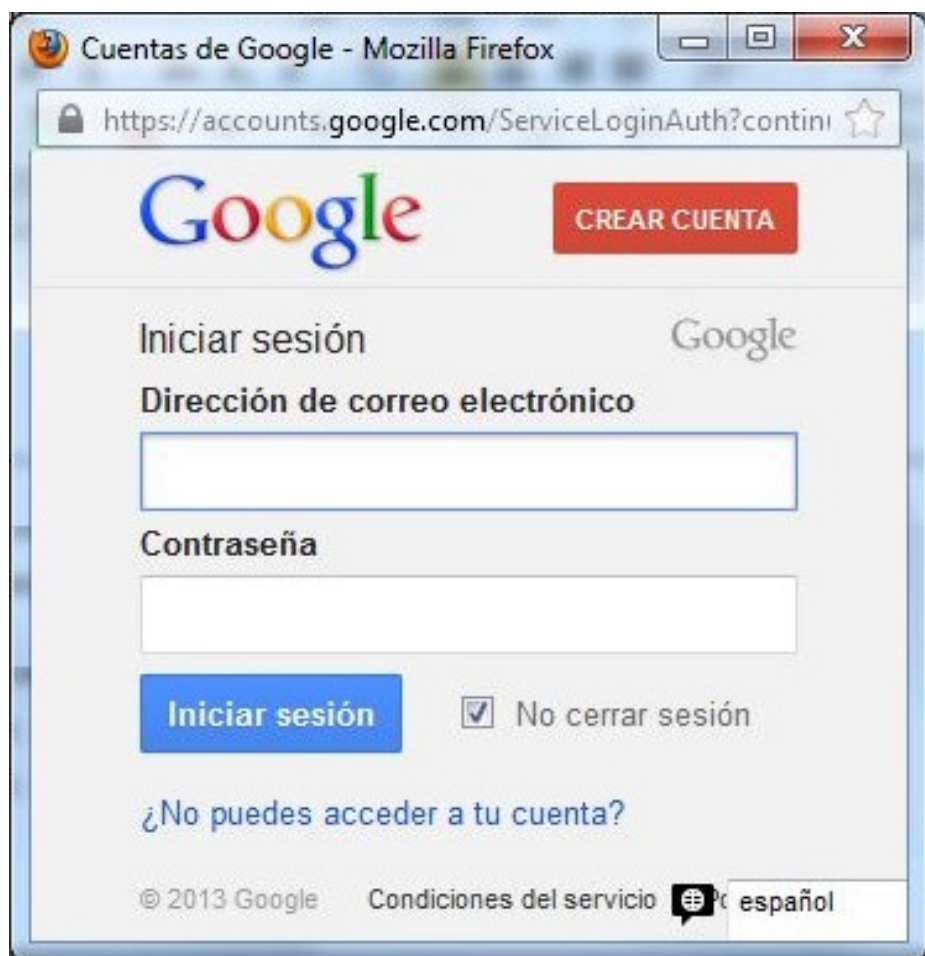 Cuentas de Google - Mozilla Firefox
https://accounts.google.com/ServiceLoginAuth?contin
Google
CREAR CUENTA
Iniciar sesión
Google
Dirección de correo electrónico
Contraseña
Iniciar sesión
No cerrar sesión
¿No puedes acceder a tu cuenta?
© 2013 Google Condiciones del servicio español